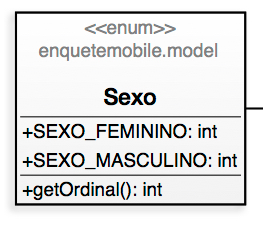 <<enum>>
enquetemobile.model
Sexo
+SEXO_FEMININO: int
+SEXO_MASCULINO: int
+getOrdinal(): int